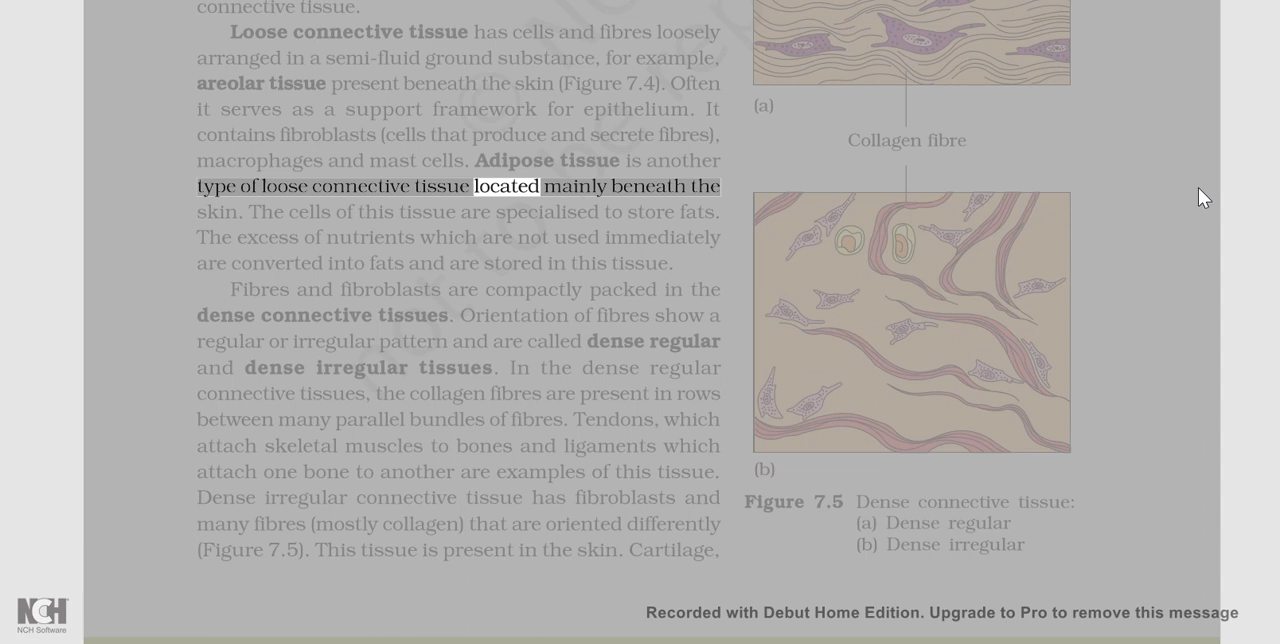 connective tissue.
Loose connective tissue has cells and fibres loosely
arranged in a semi-fluid ground substance, for example,
areolar tissue present beneath the skin (Figure 7.4). Often
it serves as a support framework for epithelium. It
contains fibroblasts (cells that produce and secrete fibres),
macrophages and mast cells. Adipose tissue is another
type of loose connective tissue located mainly beneath the
skin. The cells of this tissue are specialised to store fats.
The excess of nutrients which are not used immediately
are converted into fats and are stored in this tissue.
Fibres and fibroblasts are compactly packed in the
dense connective tissues. Orientation of fibres show a
regular or irregular pattern and are called dense regular
and dense irregular tissues. In the dense regular
connective tissues, the collagen fibres are present in rows
between many parallel bundles of fibres. Tendons, which
attach skeletal muscles to bones and ligaments which
attach one bone to another are examples of this tissue.
Dense irregular connective tissue has fibroblasts and
many fibres (mostly collagen) that are oriented differently
(Figure 7.5). This tissue is present in the skin. Cartilage,
(a)
Collagen fibre
(b)
Figure 7.5 Dense connective tissue:
(a) Dense regular
(b) Dense irregular
not to be rep
NCH
NCH Software
Recorded with Debut Home Edition. Upgrade to Pro to remove this message